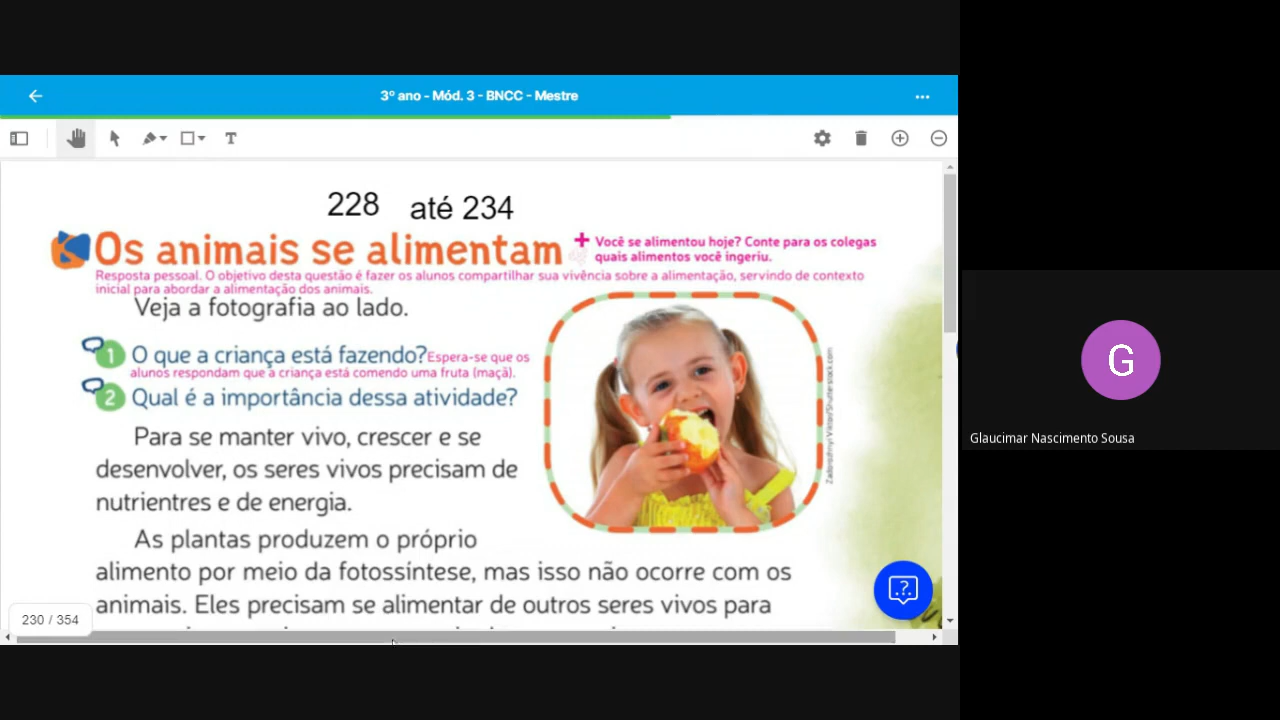 3º ano - Mód. 3 - BNCC - Mestre
T
228 até 234
Os animais se alimentam
+ Você se alimentou hoje? Conte para os colegas
quais alimentos você ingeriu.
Resposta pessoal. O objetivo desta questão é fazer os alunos compartilhar sua vivência sobre a alimentação, servindo de contexto
inicial para abordar a alimentação dos animais.
Veja a fotografia ao lado.
1 O que a criança está fazendo? Espera-se que os
alunos respondam que a criança está comendo uma fruta (maçã).
2 Qual é a importância dessa atividade?
Para se manter vivo, crescer e se
desenvolver, os seres vivos precisam de
nutrientres e de energia.
As plantas produzem o próprio
alimento por meio da fotossíntese, mas isso não ocorre com os
animais. Eles precisam se alimentar de outros seres vivos para
230 / 354
G
Glaucimar Nascimento Sousa